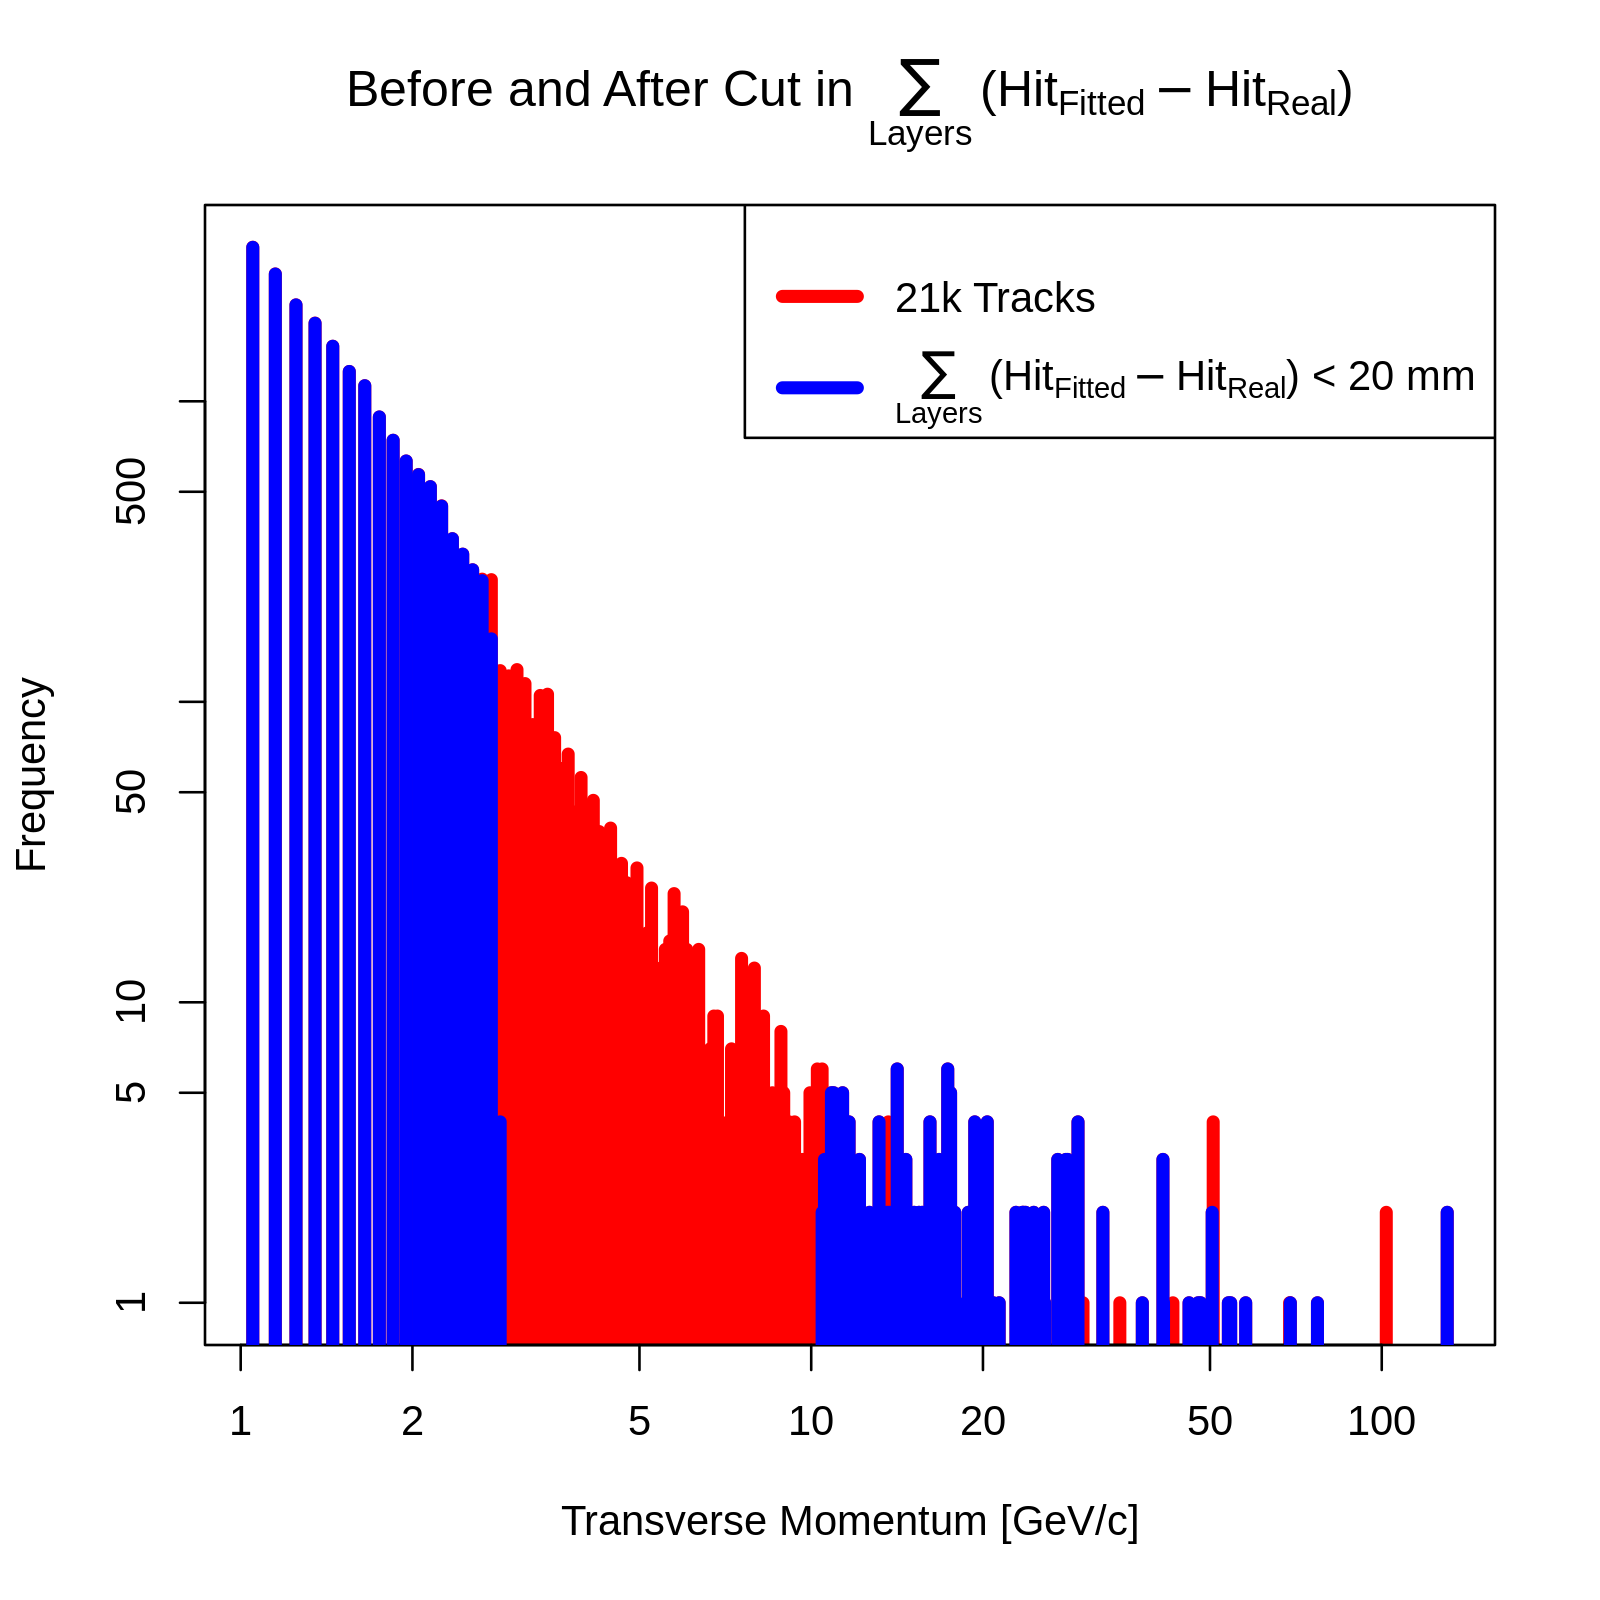 Before and After Cut in ∑ (Hit_Fitted − Hit_Real)
Layers
21k Tracks
∑ (Hit_Fitted − Hit_Real) < 20 mm
Layers
Frequency
500
50
10
5
1
1 2 5 10 20 50 100
Transverse Momentum [GeV/c]